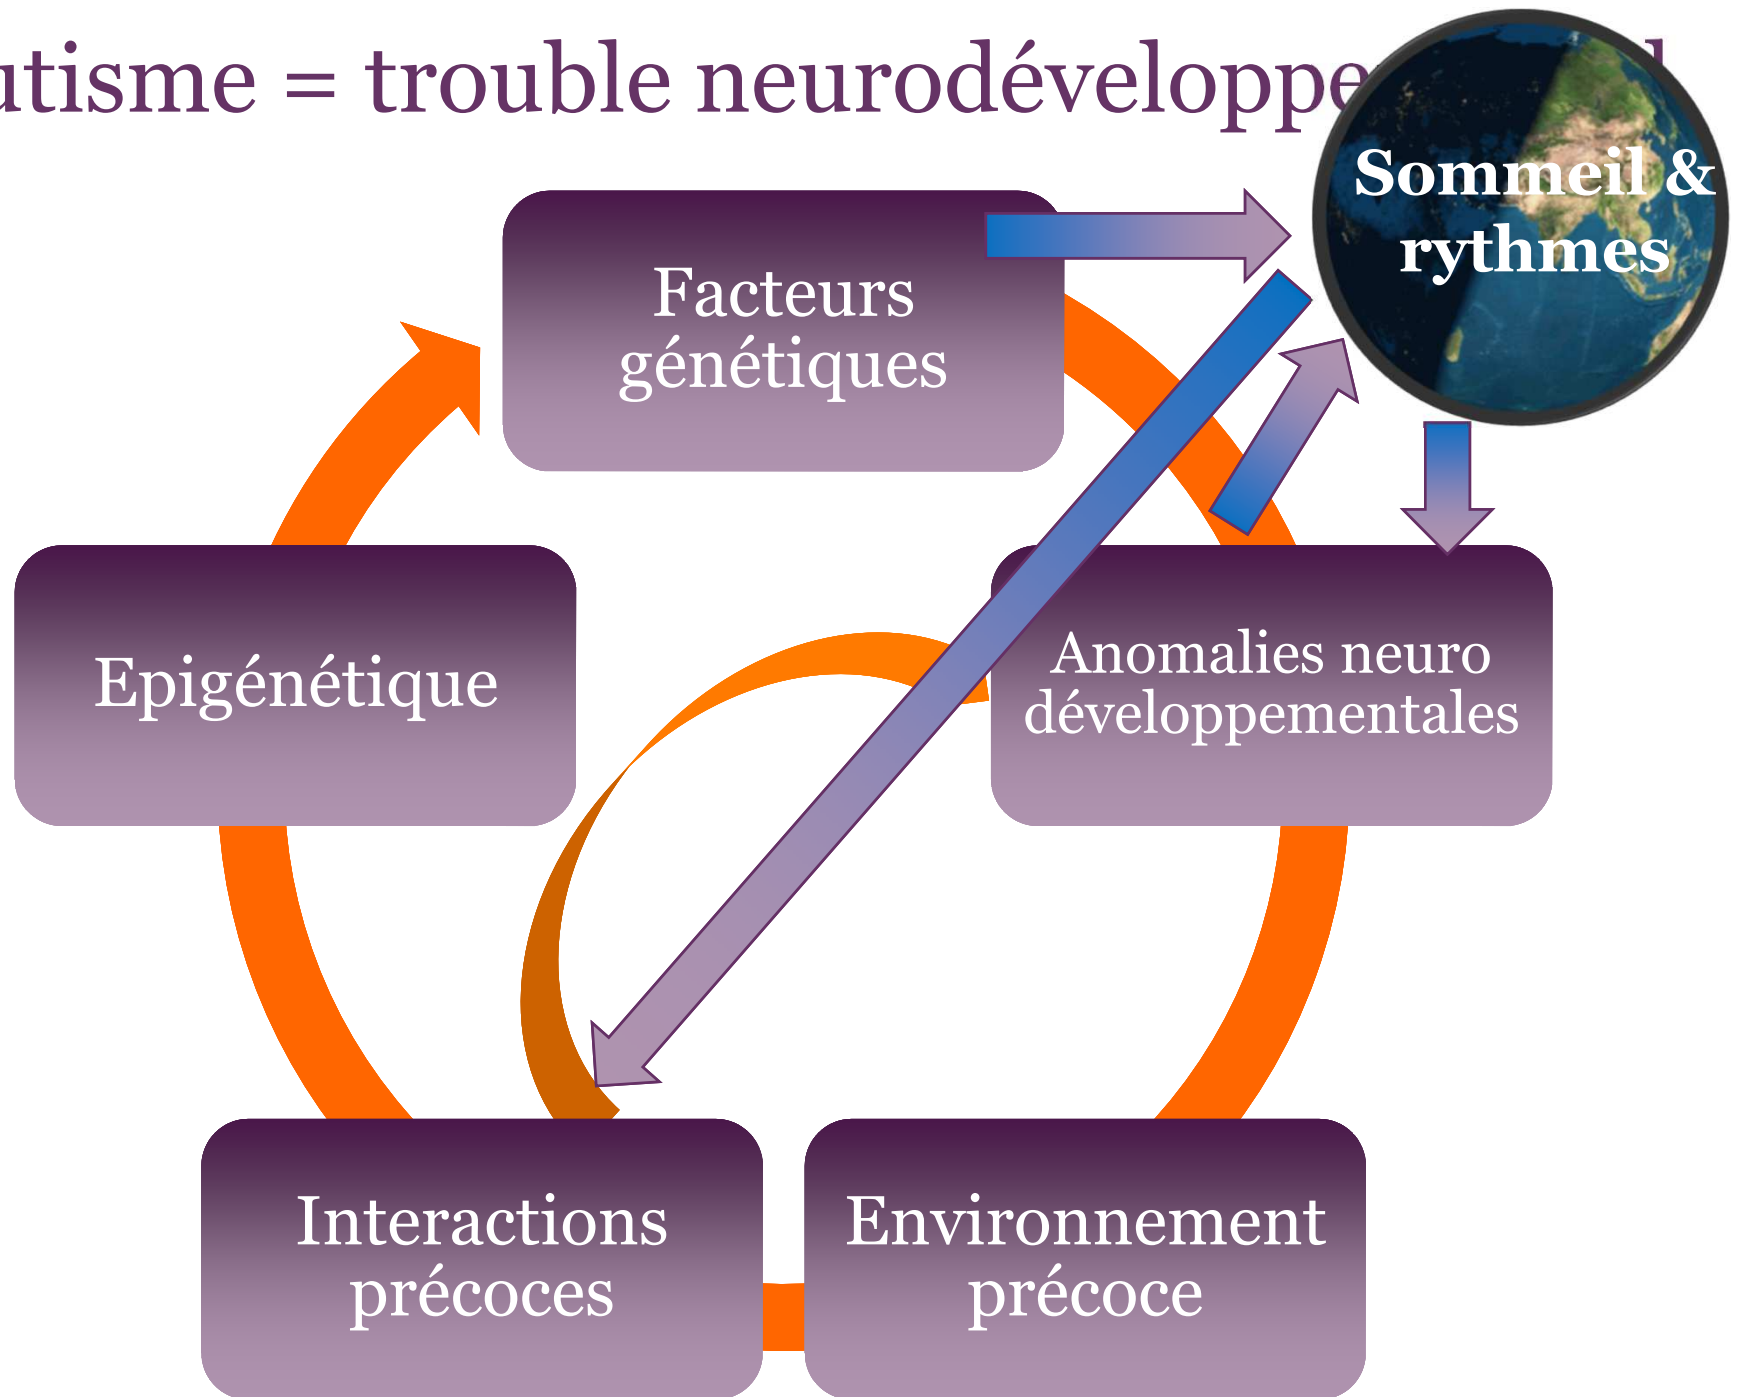 utisme = trouble neurodéveloppe
Sommeil &
rythmes
Facteurs
génétiques
Epigénétique
Anomalies neuro
développementales
Interactions
précoces
Environnement
précoce